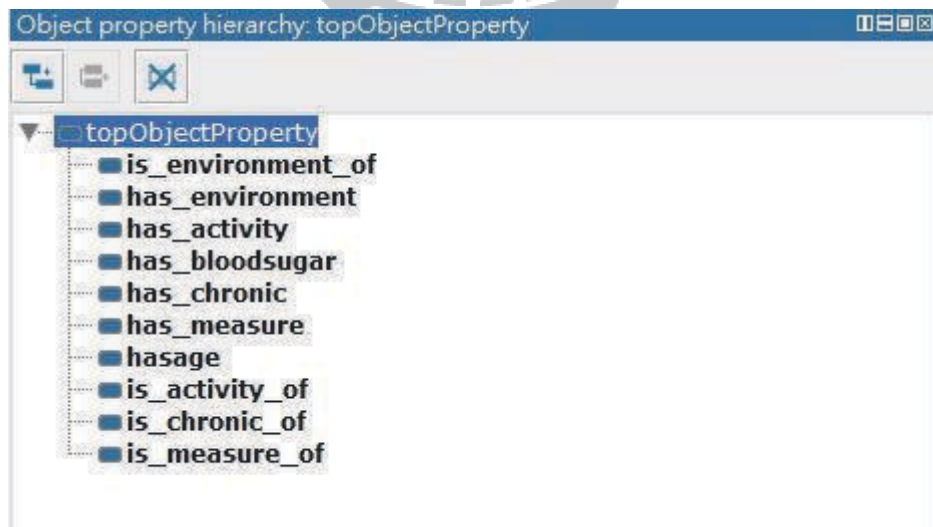 Object property hierarchy: topObjectProperty
topObjectProperty
is_environment_of
has_environment
has_activity
has_bloodsugar
has_chronic
has_measure
hasage
is_activity_of
is_chronic_of
is_measure_of